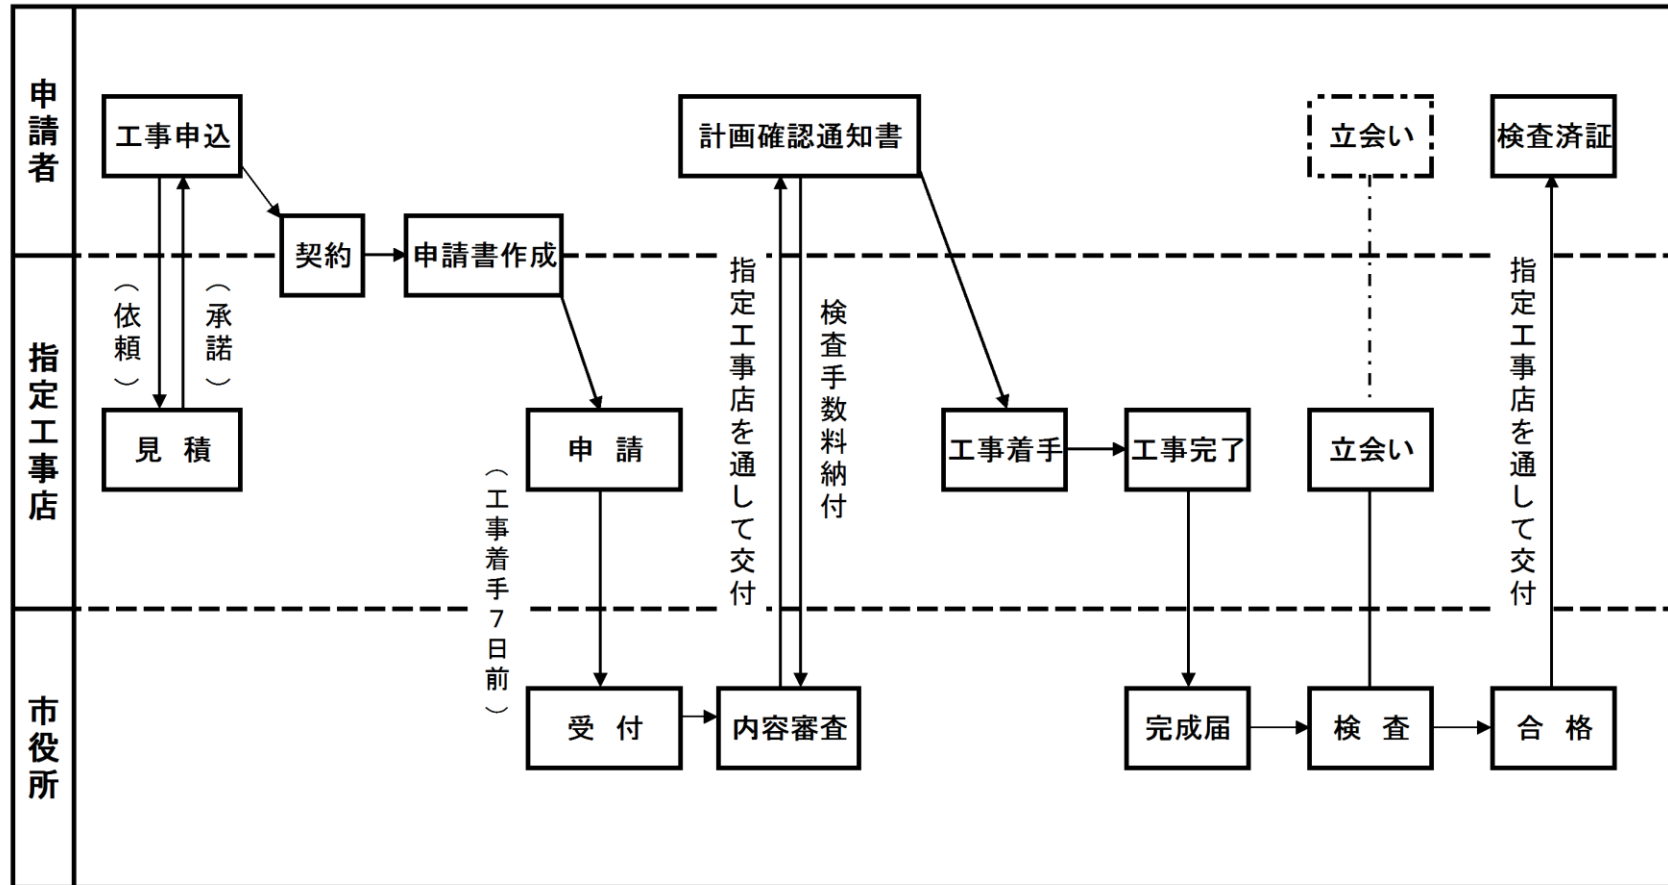 申請者
工事申込
計画確認通知書
立会い
検査済証
契約
申請書作成
指定工事店
（依頼）
（承諾）
見　積
申　請
（工事着手７日前）
指定工事店を通して交付
検査手数料納付
工事着手
工事完了
立会い
指定工事店を通して交付
市役所
受　付
内容審査
完成届
検　査
合　格